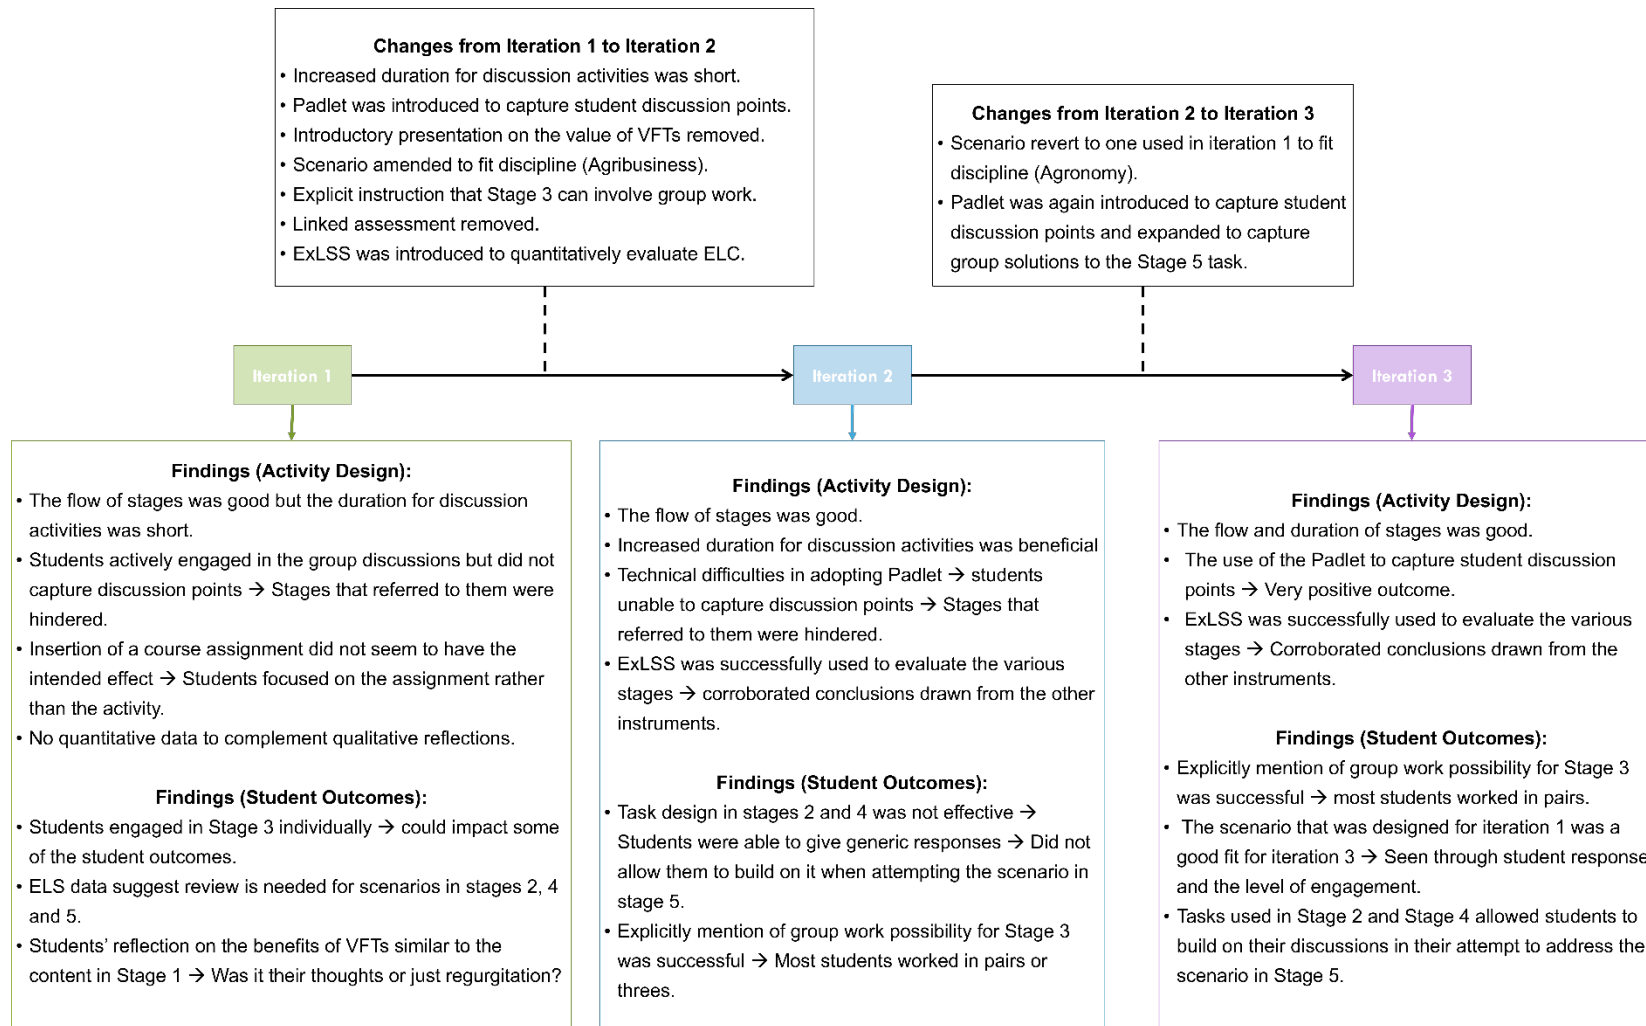 Changes from Iteration 1 to Iteration 2
• Increased duration for discussion activities was short.
• Padlet was introduced to capture student discussion points.
• Introductory presentation on the value of VFTs removed.
• Scenario amended to fit discipline (Agribusiness).
• Explicit instruction that Stage 3 can involve group work.
• Linked assessment removed.
• ExLSS was introduced to quantitatively evaluate ELC.
Changes from Iteration 2 to Iteration 3
• Scenario revert to one used in iteration 1 to fit
discipline (Agronomy).
• Padlet was again introduced to capture student
discussion points and expanded to capture
group solutions to the Stage 5 task.
Iteration 1
Iteration 2
Iteration 3
Findings (Activity Design):
• The flow of stages was good but the duration for discussion
activities was short.
• Students actively engaged in the group discussions but did not
capture discussion points → Stages that referred to them were
hindered.
• Insertion of a course assignment did not seem to have the
intended effect → Students focused on the assignment rather
than the activity.
• No quantitative data to complement qualitative reflections.
Findings (Student Outcomes):
• Students engaged in Stage 3 individually → could impact some
of the student outcomes.
• ELS data suggest review is needed for scenarios in stages 2, 4
and 5.
• Students' reflection on the benefits of VFTs similar to the
content in Stage 1 → Was it their thoughts or just regurgitation?
Findings (Activity Design):
• The flow of stages was good.
• Increased duration for discussion activities was beneficial
• Technical difficulties in adopting Padlet → students
unable to capture discussion points → Stages that
referred to them were hindered.
• ExLSS was successfully used to evaluate the various
stages → corroborated conclusions drawn from the other
instruments.
Findings (Student Outcomes):
• Task design in stages 2 and 4 was not effective →
Students were able to give generic responses → Did not
allow them to build on it when attempting the scenario in
stage 5.
• Explicitly mention of group work possibility for Stage 3
was successful → Most students worked in pairs or
threes.
Findings (Activity Design):
• The flow and duration of stages was good.
• The use of the Padlet to capture student discussion
points → Very positive outcome.
• ExLSS was successfully used to evaluate the various
stages → Corroborated conclusions drawn from the
other instruments.
Findings (Student Outcomes):
• Explicitly mention of group work possibility for Stage 3
was successful → most students worked in pairs.
• The scenario that was designed for iteration 1 was a
good fit for iteration 3 → Seen through student response
and the level of engagement.
• Tasks used in Stage 2 and Stage 4 allowed students to
build on their discussions in their attempt to address the
scenario in Stage 5.